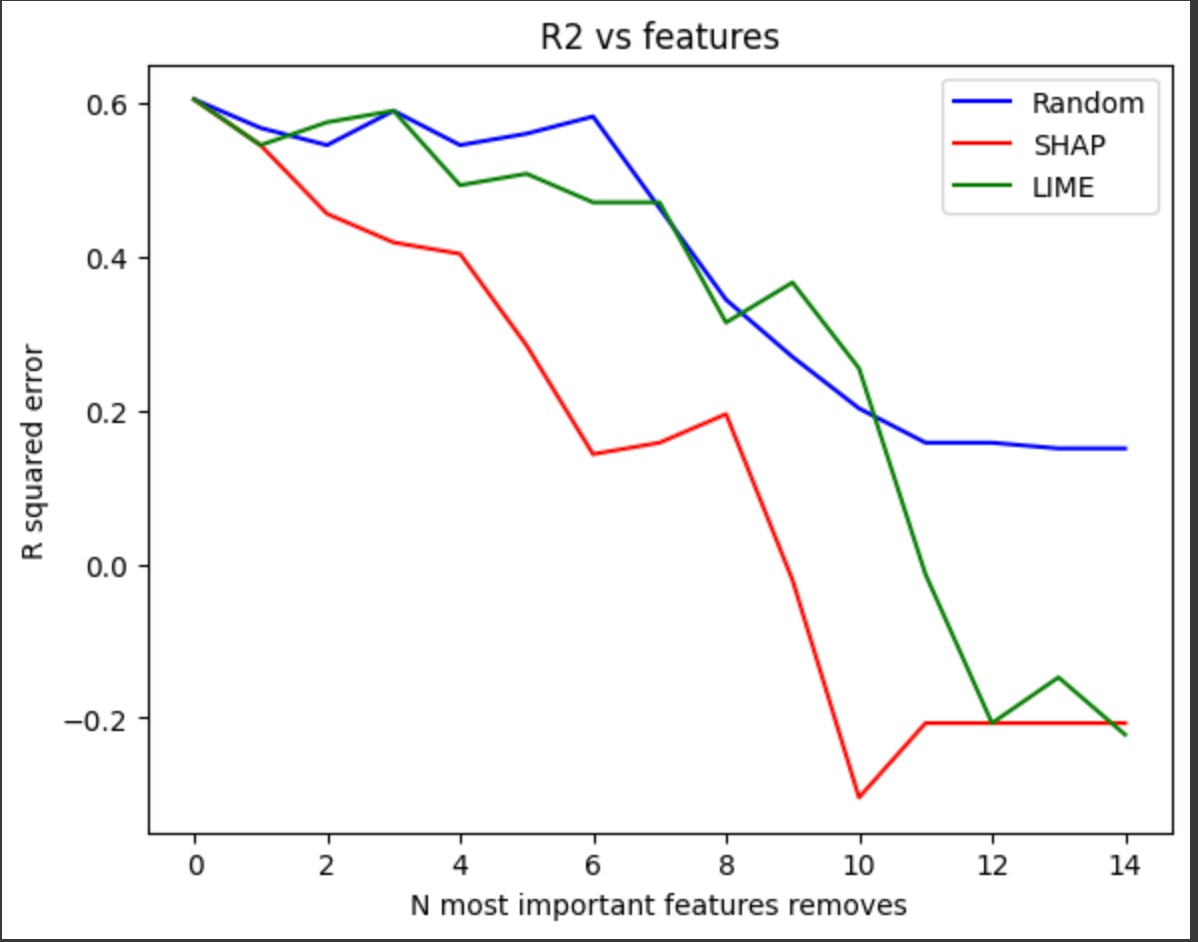 R2 vs features
Random
SHAP
LIME
0.6
0.4
0.2
0.0
−0.2
R squared error
0 2 4 6 8 10 12 14
N most important features removes